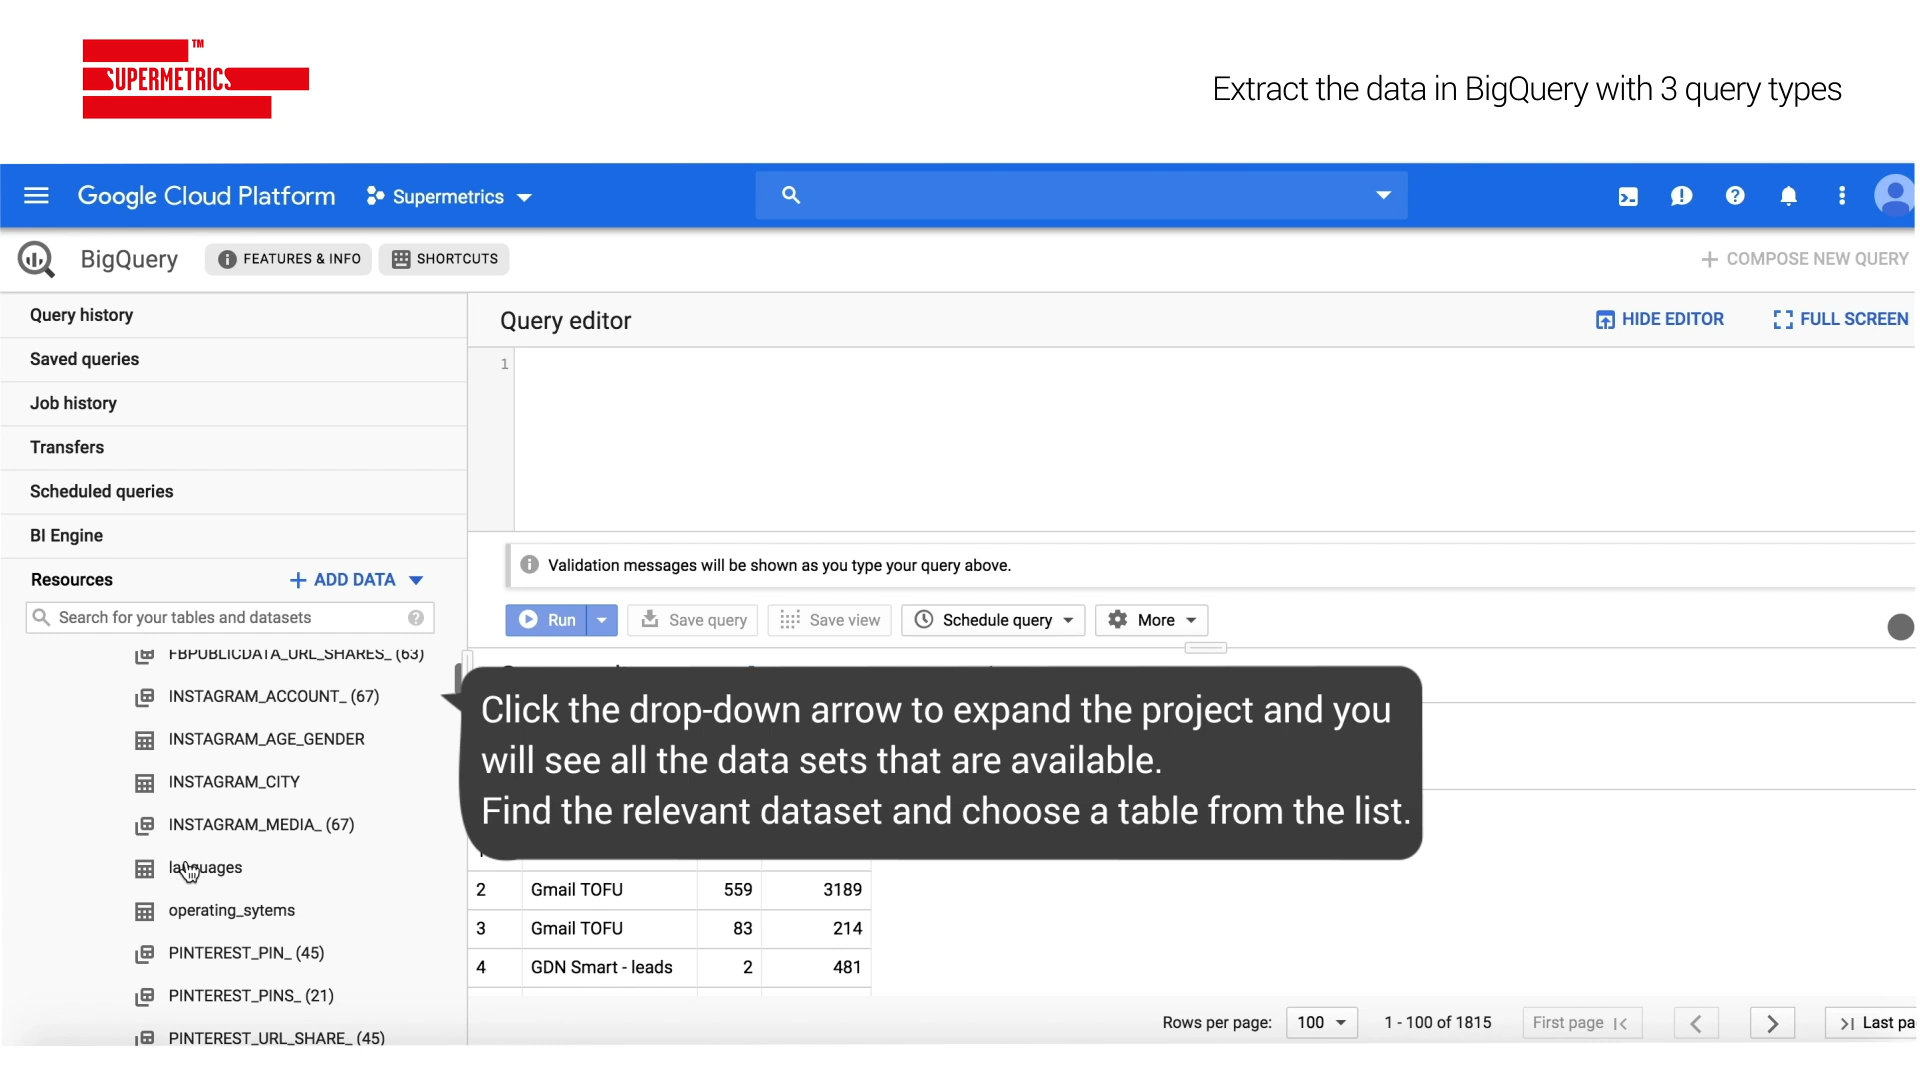 TM
SUPERMETRICS
Extract the data in BigQuery with 3 query types
Google Cloud Platform
Supermetrics
BigQuery
FEATURES & INFO
SHORTCUTS
COMPOSE NEW QUERY
Query history
Saved queries
Job history
Transfers
Scheduled queries
BI Engine
Resources
ADD DATA
Search for your tables and datasets
FBPUBLICDATA_URL_SHARES_ (63)
INSTAGRAM_ACCOUNT_ (67)
INSTAGRAM_AGE_GENDER
INSTAGRAM_CITY
INSTAGRAM_MEDIA_ (67)
languages
operating_sytems
PINTEREST_PIN_ (45)
PINTEREST_PINS_ (21)
PINTEREST_URL_SHARE_ (45)
Query editor
HIDE EDITOR
FULL SCREEN
1
Validation messages will be shown as you type your query above.
Run
Save query
Save view
Schedule query
More
Click the drop-down arrow to expand the project and you
will see all the data sets that are available.
Find the relevant dataset and choose a table from the list.
2 Gmail TOFU 559 3189
3 Gmail TOFU 83 214
4 GDN Smart - leads 2 481
Rows per page: 100 1 - 100 of 1815 First page Last pa